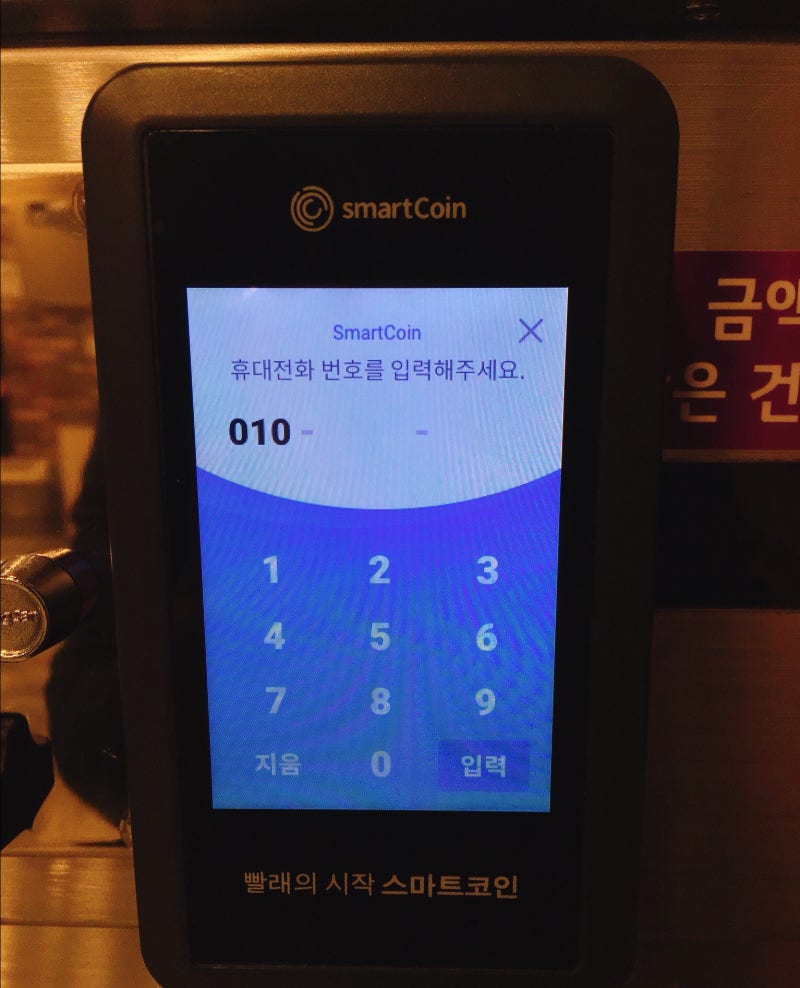 smartCoin
SmartCoin
휴대전화 번호를 입력해주세요.
010 - -
1 2 3
4 5 6
7 8 9
지움 0 입력
빨래의 시작 스마트코인
은 건